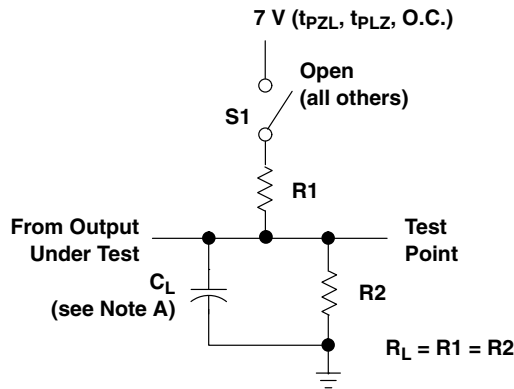 7 V (tPZL, tPLZ, O.C.)
Open
(all others)
S1
R1
From Output
Under Test
Test
Point
CL
(see Note A)
R2
RL = R1 = R2